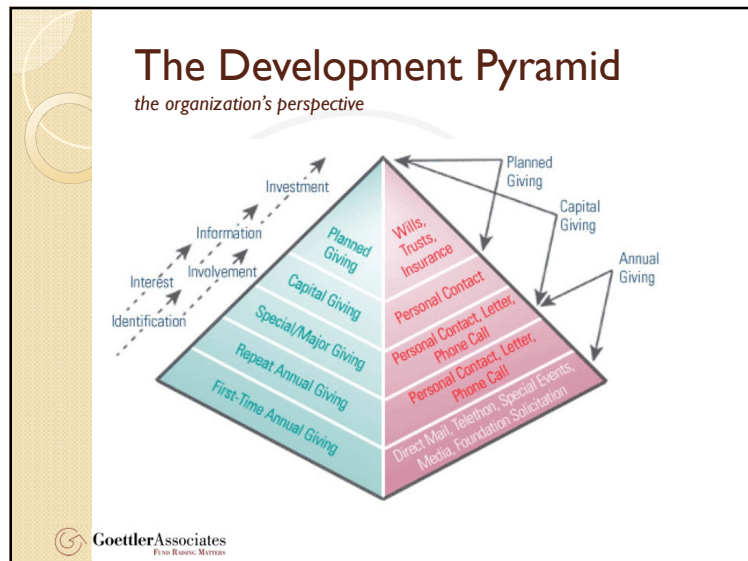 The Development Pyramid
the organization's perspective
Investment
Information
Involvement
Interest
Identification
Planned
Giving
Capital Giving
Special/Major Giving
Repeat Annual Giving
First-Time Annual Giving
Wills,
Trusts,
Insurance
Personal Contact
Personal Contact, Letter,
Phone Call
Personal Contact, Letter,
Phone Call
Direct Mail, Telethon, Special Events,
Media, Foundation Solicitation
Planned
Giving
Capital
Giving
Annual
Giving
GoettlerAssociates
FUND RAISING MATTERS